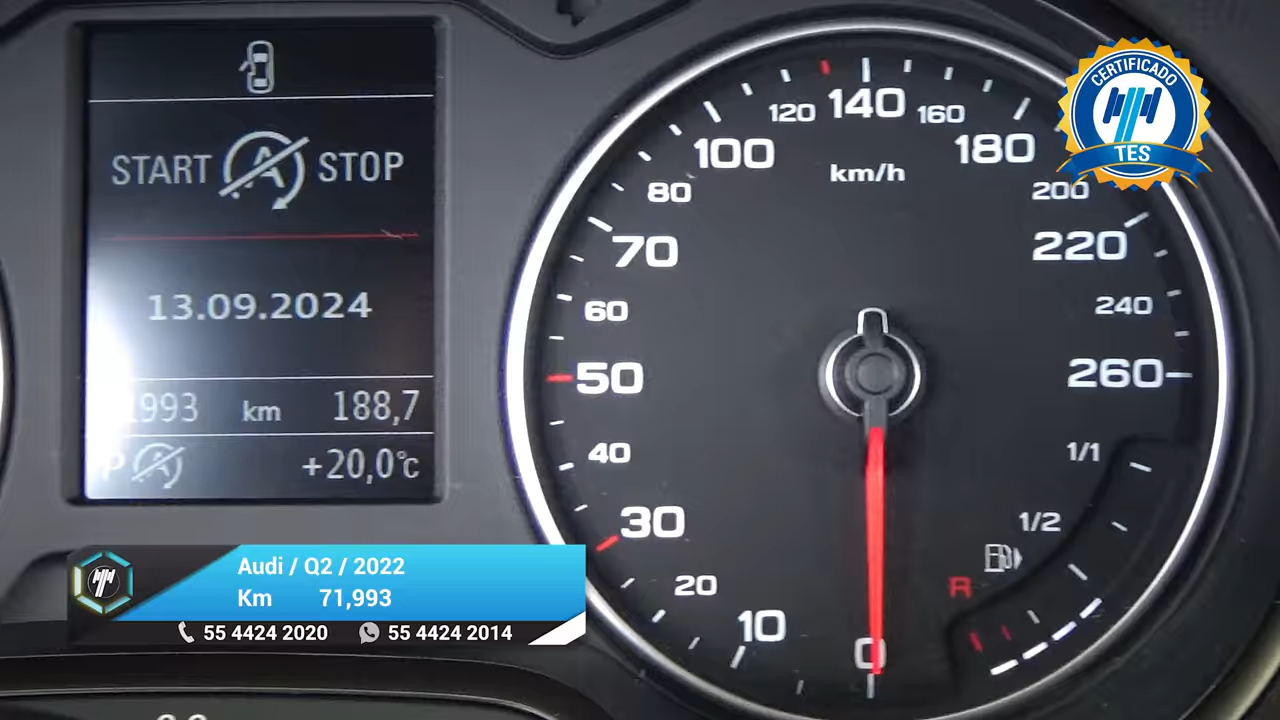 START A STOP
13.09.2024
1993 km 188,7
P A +20,0°C
120 140 160
100 180
80 200
km/h
70 220
60 240
50 260
40 1/1
30 1/2
20 R
10 0
CERTIFICADO
TES
Audi / Q2 / 2022
Km 71,993
55 4424 2020 55 4424 2014